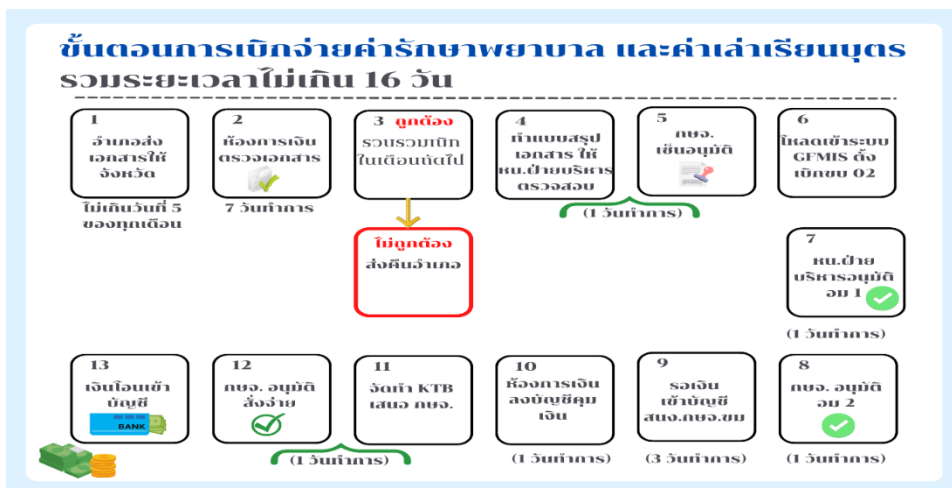 ขั้นตอนการเบิกจ่ายค่ารักษาพยาบาล และค่าเล่าเรียนบุตร
รวมระยะเวลาไม่เกิน 16 วัน
1
อำเภอส่ง
เอกสารให้
จังหวัด
ไม่เกินวันที่ 5
ของทุกเดือน
2
ห้องการเงิน
ตรวจเอกสาร
7 วันทำการ
3 ถูกต้อง
รวบรวมเบิก
ในเดือนถัดไป
ไม่ถูกต้อง
ส่งคืนอำเภอ
4
ทำแบบสรุป
เอกสาร ให้
หน.ฝ่ายบริหาร
ตรวจสอบ
5
กษจ.
เซ็นอนุมัติ
(1 วันทำการ)
6
โหลดเข้าระบบ
GFMIS ตั้ง
เบิกขบ 02
7
หน.ฝ่าย
บริหารอนุมัติ
อม 1
(1 วันทำการ)
8
กษจ. อนุมัติ
อม 2
(1 วันทำการ)
9
รอเงิน
เข้าบัญชี
สนง.กษจ.ขม
(3 วันทำการ)
10
ห้องการเงิน
ลงบัญชีคุม
เงิน
(1 วันทำการ)
11
จัดทำ KTB
เสนอ กษจ.
12
กษจ. อนุมัติ
สั่งจ่าย
(1 วันทำการ)
13
เงินโอนเข้า
บัญชี
BANK